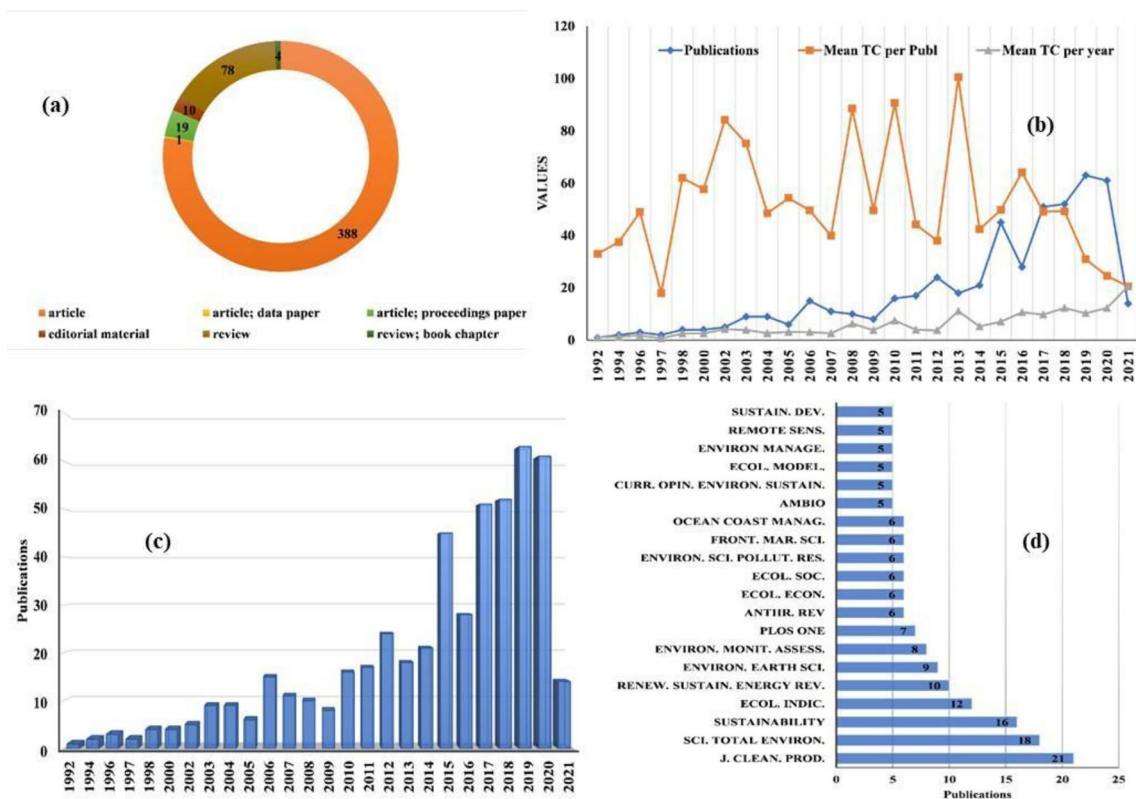 (a)
4
78
10
19
1
388
article
article; data paper
article; proceedings paper
editorial material
review
review; book chapter
(b)
Publications
Mean TC per Publ
Mean TC per year
VALUES
120
100
80
60
40
20
0
1992 1994 1996 1997 1998 2000 2002 2003 2004 2005 2006 2007 2008 2009 2010 2011 2012 2013 2014 2015 2016 2017 2018 2019 2020 2021
(c)
Publications
70
60
50
40
30
20
10
0
1992 1994 1996 1997 1998 2000 2002 2003 2004 2005 2006 2007 2008 2009 2010 2011 2012 2013 2014 2015 2016 2017 2018 2019 2020 2021
(d)
SUSTAIN. DEV. 5
REMOTE SENS. 5
ENVIRON MANAGE. 5
ECOL. MODEL. 5
CURR. OPIN. ENVIRON. SUSTAIN. 5
AMBIO 5
OCEAN COAST MANAG. 6
FRONT. MAR. SCI. 6
ENVIRON. SCI. POLLUT. RES. 6
ECOL. SOC. 6
ECOL. ECON. 6
ANTHR. REV 6
PLOS ONE 7
ENVIRON. MONIT. ASSESS. 8
ENVIRON. EARTH SCI. 9
RENEW. SUSTAIN. ENERGY REV. 10
ECOL. INDIC. 12
SUSTAINABILITY 16
SCI. TOTAL ENVIRON. 18
J. CLEAN. PROD. 21
0 5 10 15 20 25
Publications